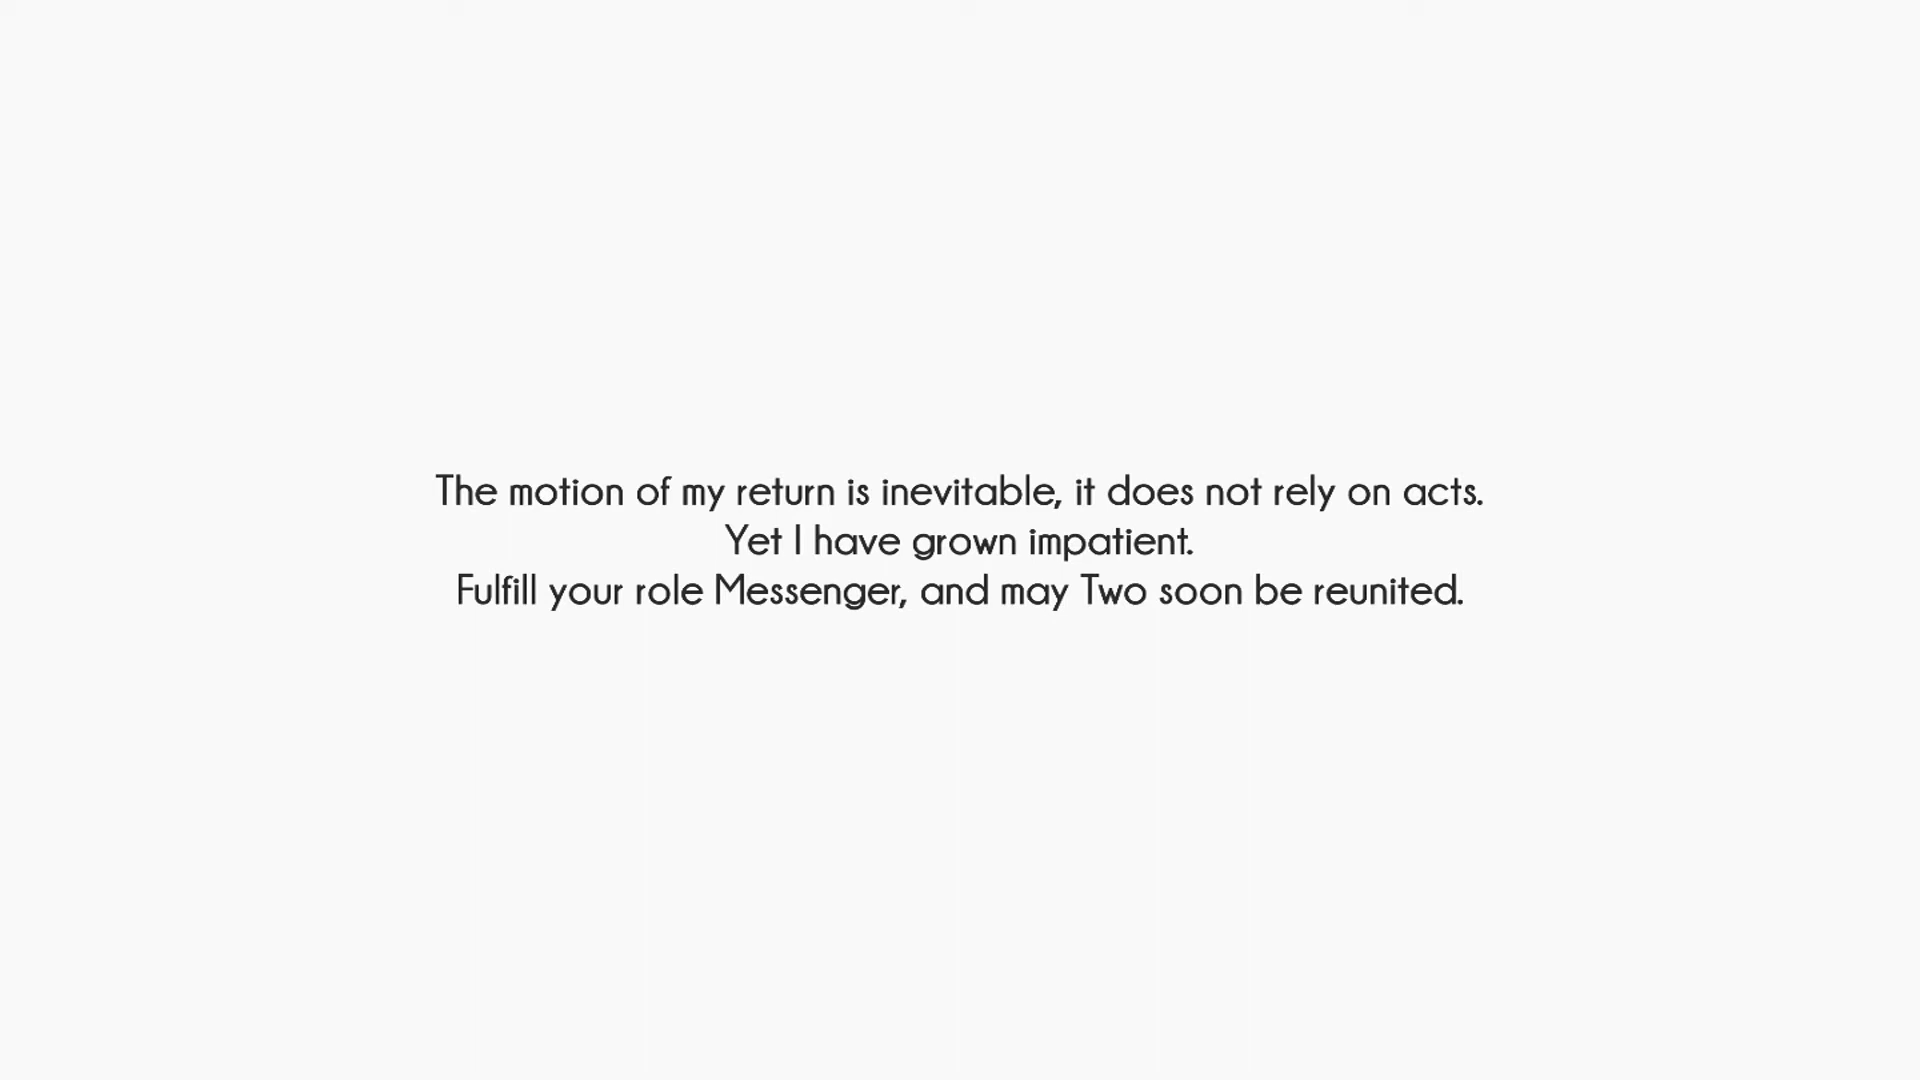 The motion of my return is inevitable, it does not rely on acts.
Yet I have grown impatient.
Fulfill your role Messenger, and may Two soon be reunited.